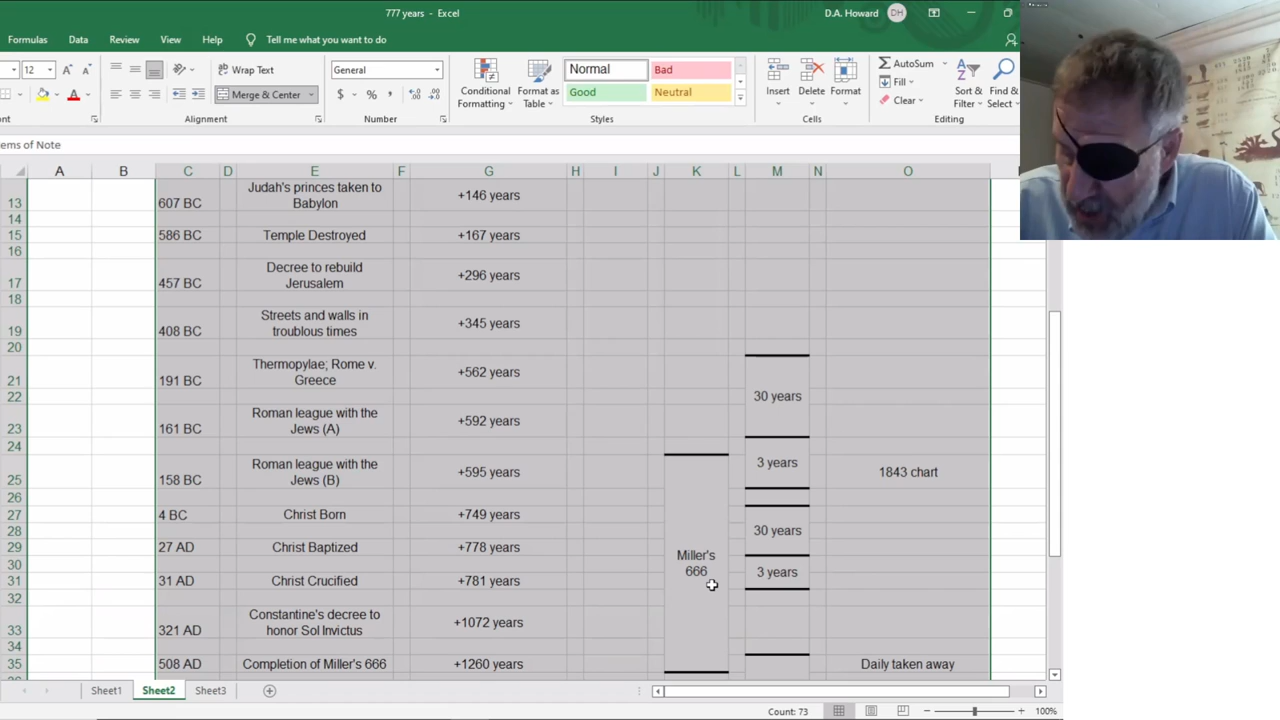 777 years - Excel
D.A. Howard DH
Formulas Data Review View Help Tell me what you want to do
12 A A Wrap Text General Normal Bad AutoSum
Fill
A Merge & Center $ % , Conditional Formatting Format as Table Good Neutral Insert Delete Format Clear Sort & Filter Find & Select
Alignment Number Styles Cells Editing
ems of Note
A B C D E F G H I J K L M N O
13 607 BC Judah's princes taken to +146 years
Babylon
14
15 586 BC Temple Destroyed +167 years
16
17 457 BC Decree to rebuild +296 years
Jerusalem
18
19 408 BC Streets and walls in +345 years
troublous times
20
21 191 BC Thermopylae; Rome v. +562 years
Greece
22 30 years
23 161 BC Roman league with the +592 years
Jews (A)
24
25 158 BC Roman league with the +595 years 3 years 1843 chart
Jews (B)
26
27 4 BC Christ Born +749 years
28 30 years
29 27 AD Christ Baptized +778 years Miller's
30 666 3 years
31 31 AD Christ Crucified +781 years
32
33 321 AD Constantine's decree to +1072 years
honor Sol Invictus
34
35 508 AD Completion of Miller's 666 +1260 years Daily taken away
Sheet1 Sheet2 Sheet3
Count: 73 100%